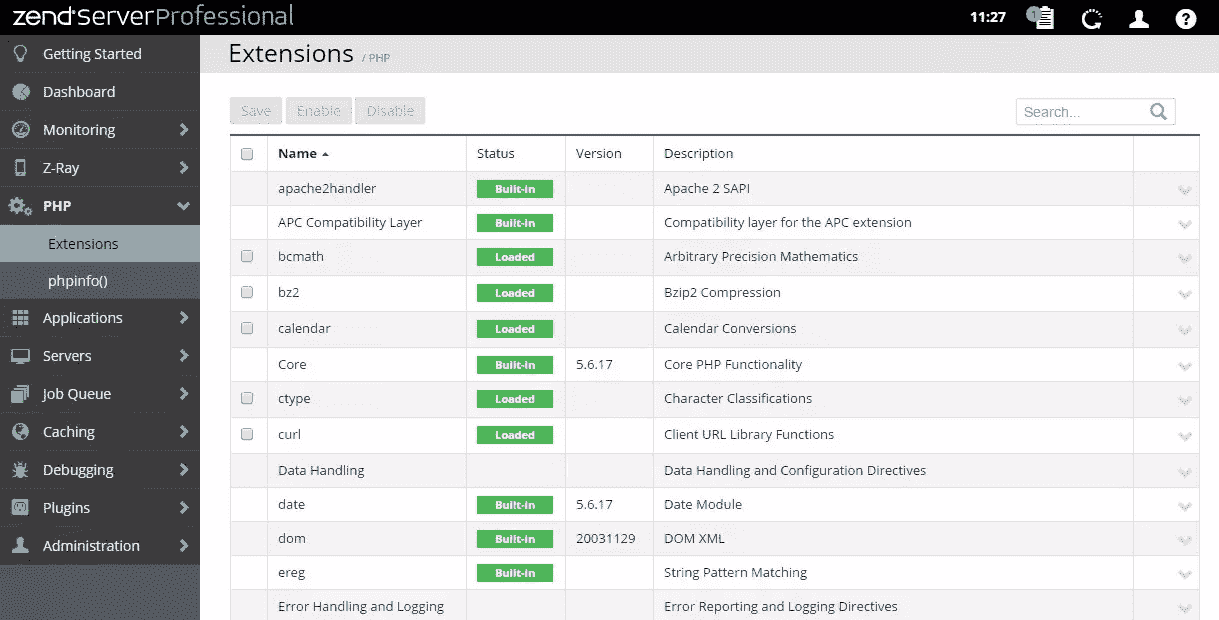 zend Server Professional
11:27
1
?
Getting Started
Dashboard
Monitoring
Z-Ray
PHP
Extensions
phpinfo()
Applications
Servers
Job Queue
Caching
Debugging
Plugins
Administration
Extensions / PHP
Save Enable Disable
Search...
Name Status Version Description
apache2handler Built-in Apache 2 SAPI
APC Compatibility Layer Built-in Compatibility layer for the APC extension
bcmath Loaded Arbitrary Precision Mathematics
bz2 Loaded Bzip2 Compression
calendar Loaded Calendar Conversions
Core Built-in 5.6.17 Core PHP Functionality
ctype Loaded Character Classifications
curl Loaded Client URL Library Functions
Data Handling Data Handling and Configuration Directives
date Built-in 5.6.17 Date Module
dom Built-in 20031129 DOM XML
ereg Built-in String Pattern Matching
Error Handling and Logging Error Reporting and Logging Directives